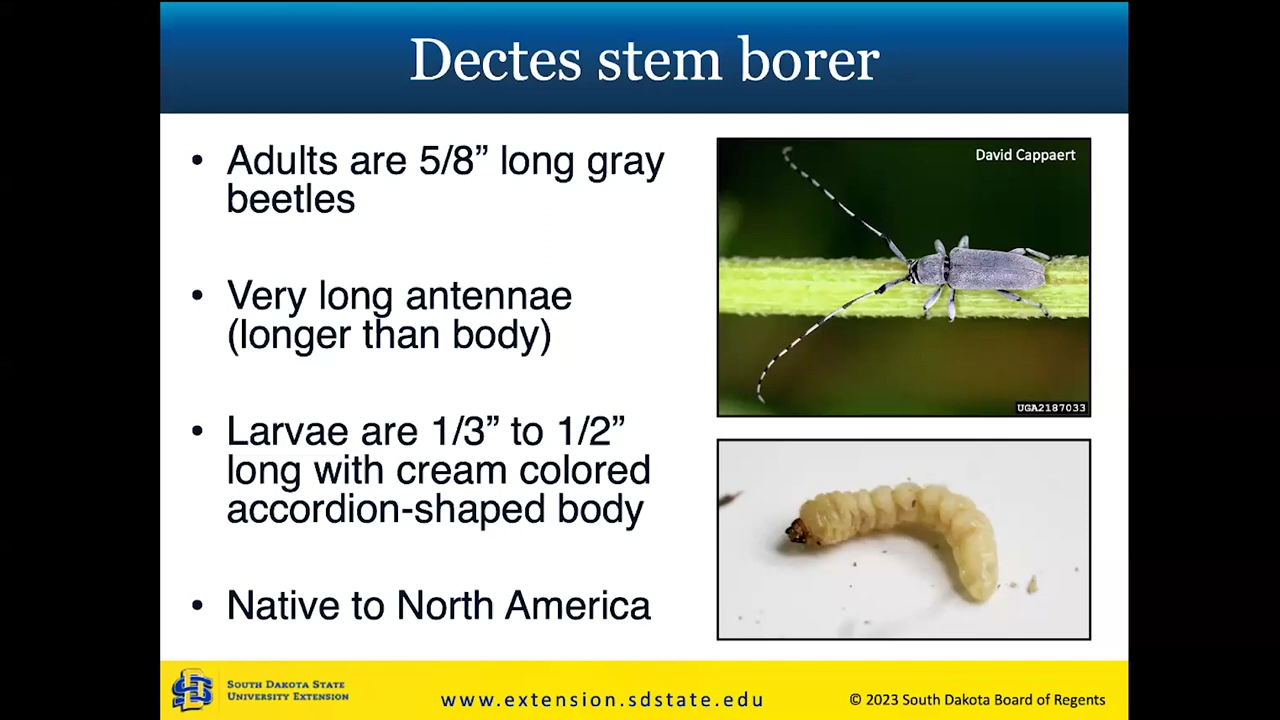 Dectes stem borer
• Adults are 5/8” long gray
beetles
• Very long antennae
(longer than body)
• Larvae are 1/3” to 1/2”
long with cream colored
accordion-shaped body
• Native to North America
David Cappaert
UGA2187033
SOUTH DAKOTA STATE
UNIVERSITY EXTENSION
www.extension.sdstate.edu
© 2023 South Dakota Board of Regents